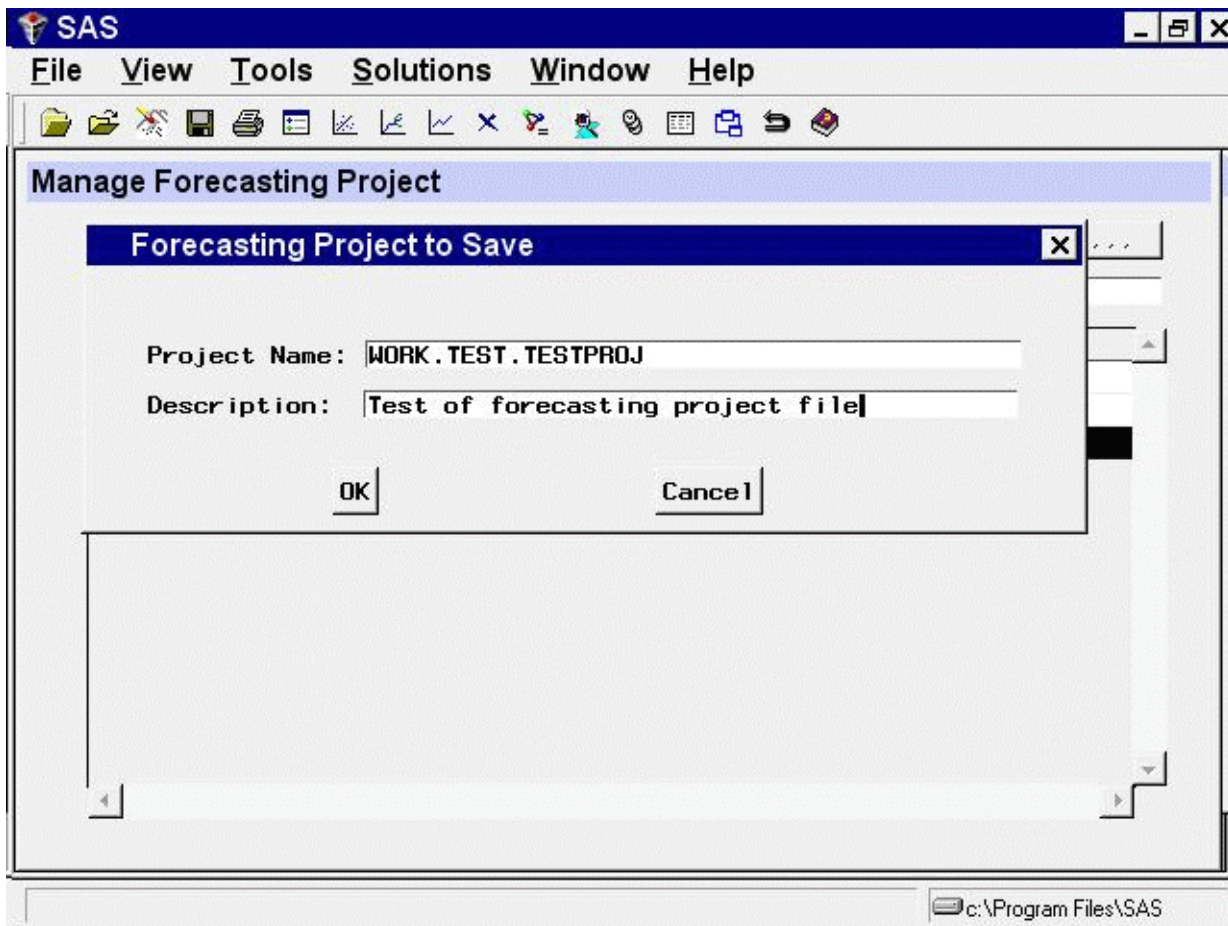 SAS
File View Tools Solutions Window Help
Manage Forecasting Project
Forecasting Project to Save
...
Project Name: WORK.TEST.TESTPROJ
Description: Test of forecasting project file
OK Cancel
c:\Program Files\SAS